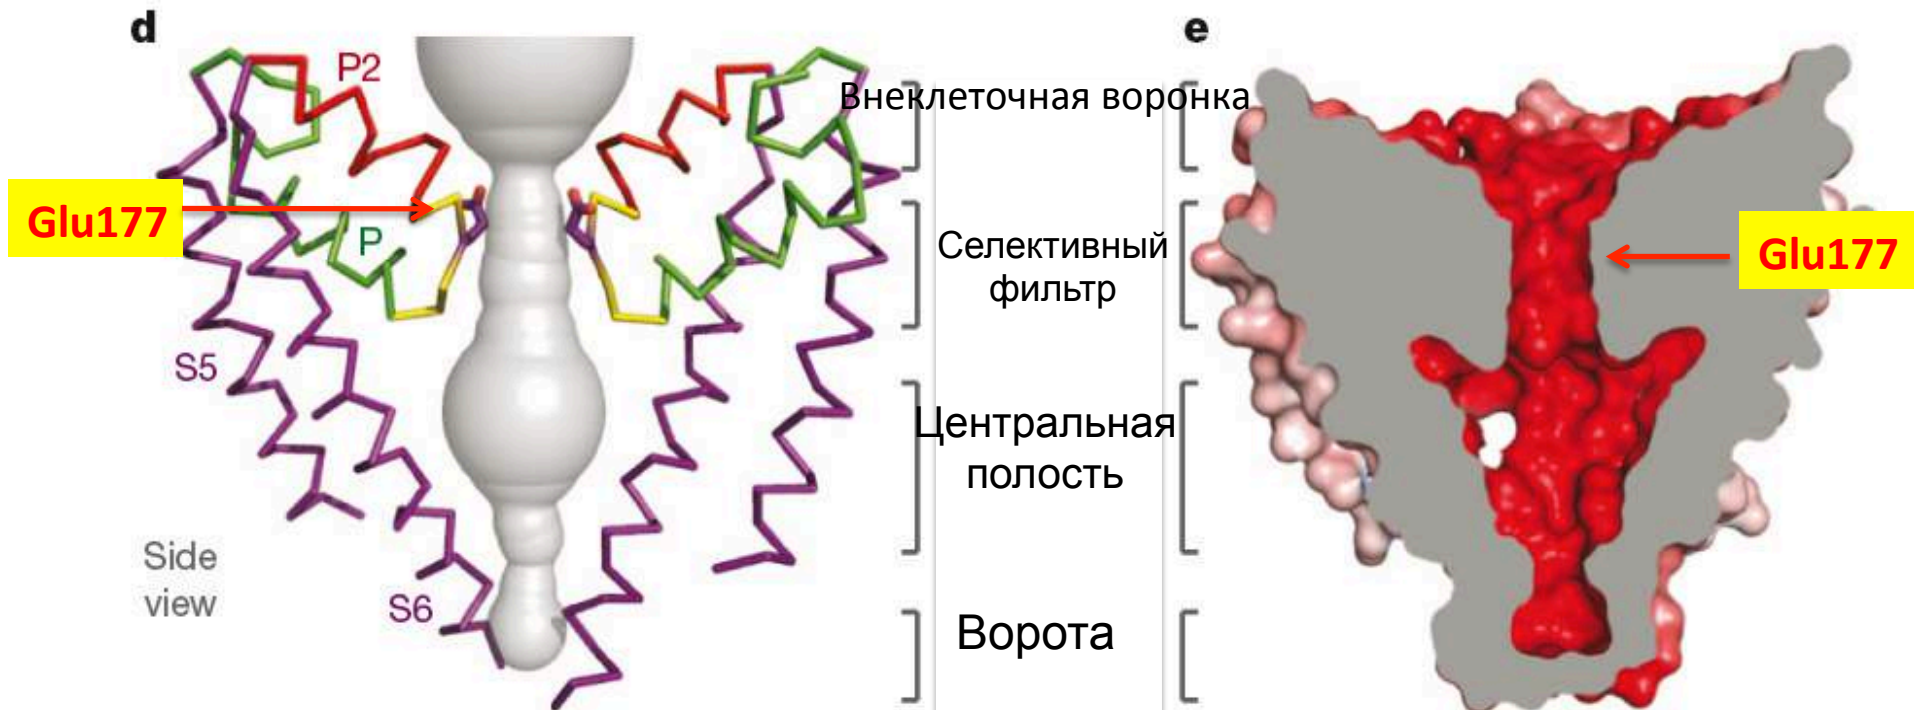 d
e
P2
Внеклеточная воронка
Glu177
P
Селективный
фильтр
Glu177
S5
Центральная
полость
Side
view
S6
Ворота